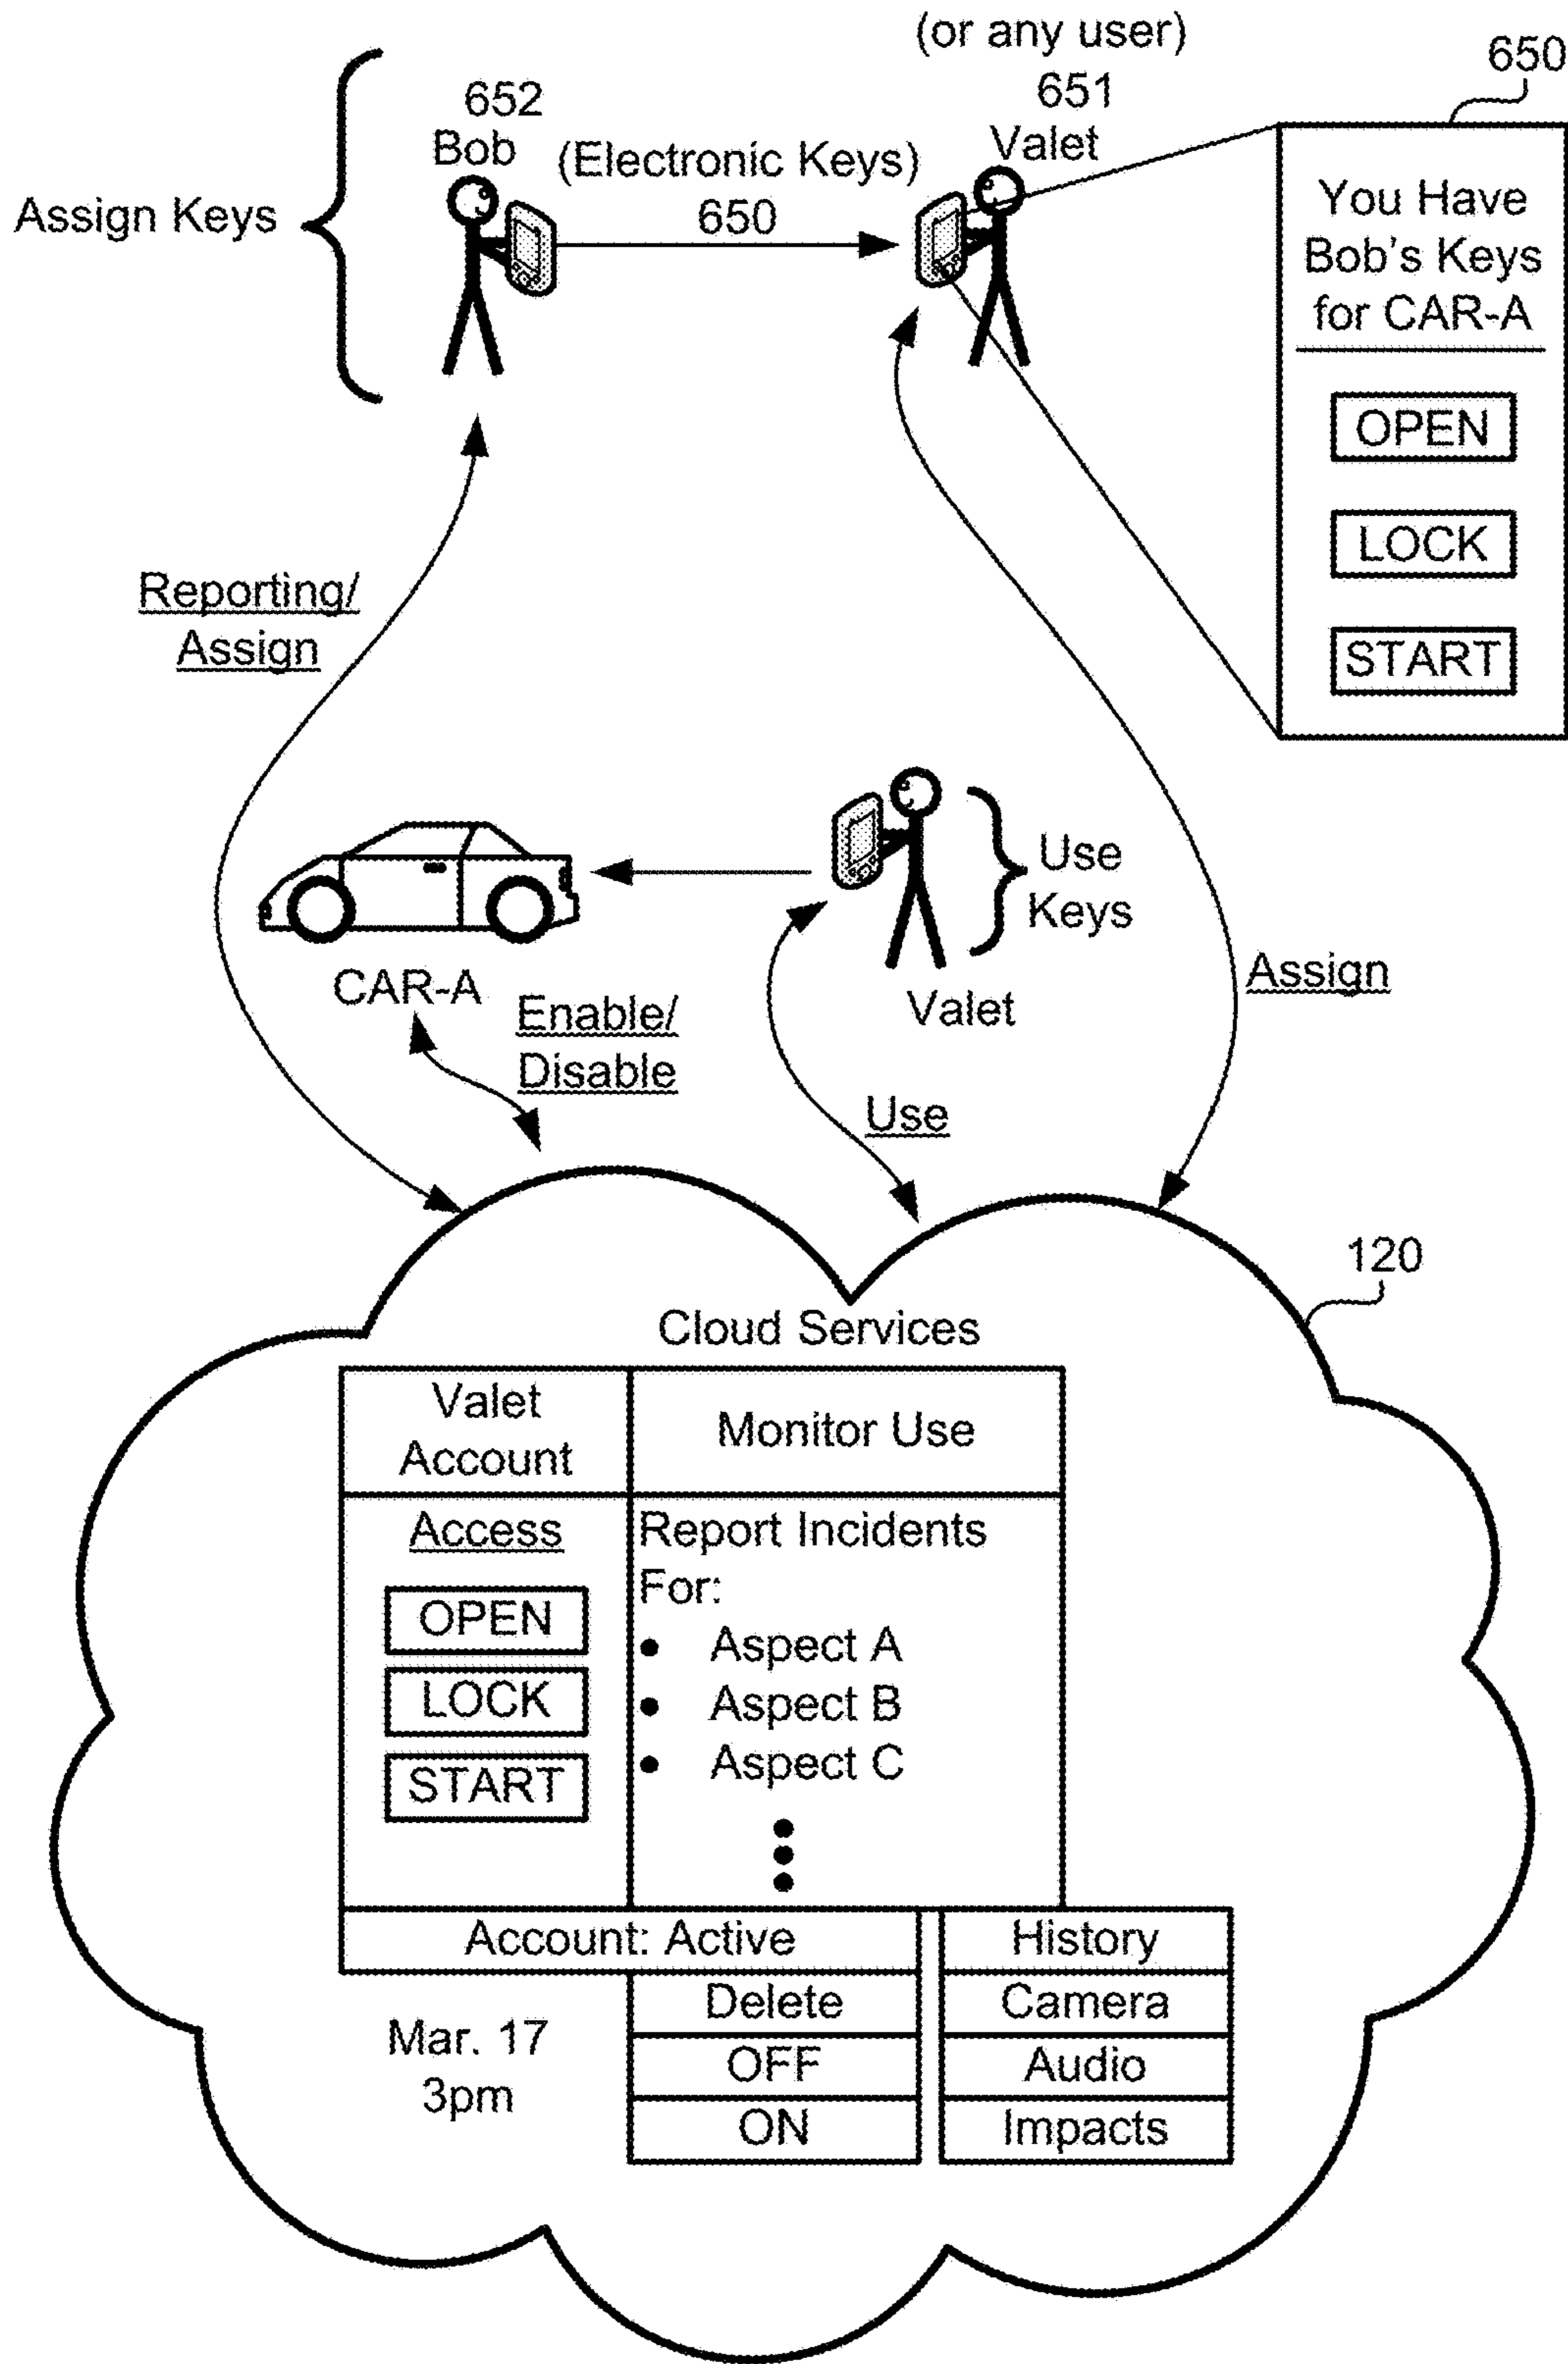 (or any user)
650
652
651
Bob
(Electronic Keys)
Valet
Assign Keys
650
You Have
Bob's Keys
for CAR-A
OPEN
LOCK
START
Reporting/
Assign
Use
Keys
CAR-A
Valet
Assign
Enable/
Disable
Use
120
Cloud Services
Valet
Account
Monitor Use
Access
OPEN
LOCK
START
Report Incidents
For:
• Aspect A
• Aspect B
• Aspect C
Account: Active
History
Delete
Camera
Mar. 17
3pm
OFF
Audio
ON
Impacts